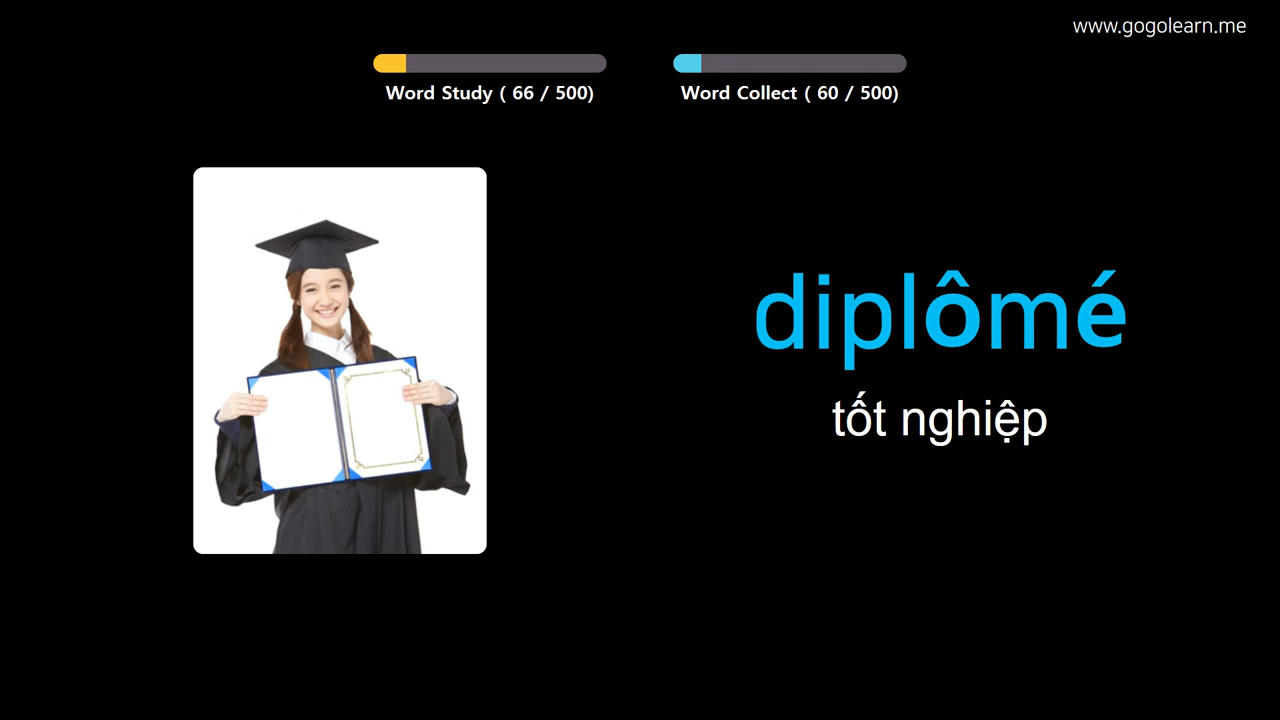 www.gogolearn.me
Word Study ( 66 / 500)
Word Collect ( 60 / 500)
diplômé
tốt nghiệp